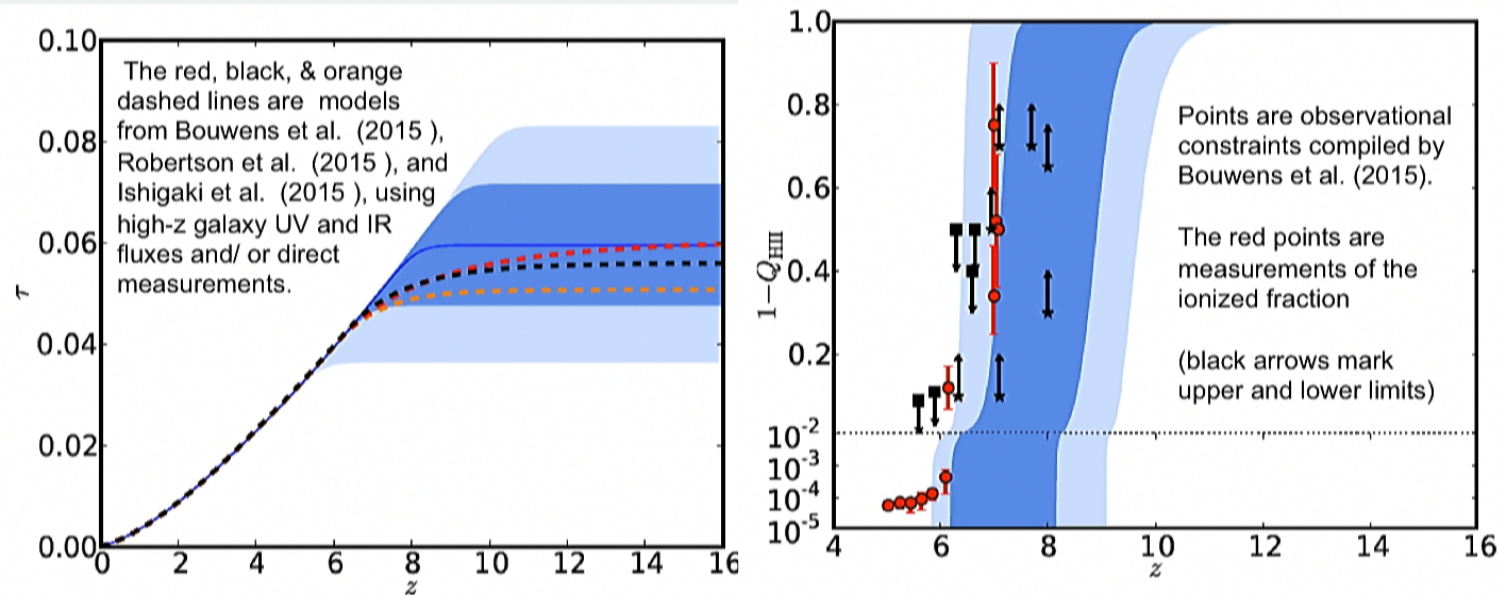 0.10
0.08
0.06
0.04
0.02
0.00
τ
The red, black, & orange
dashed lines are models
from Bouwens et al. (2015 ),
Robertson et al. (2015 ), and
Ishigaki et al. (2015 ), using
high-z galaxy UV and IR
fluxes and/ or direct
measurements.
0 2 4 6 8 10 12 14 16
z
1.0
0.8
0.6
0.4
0.2
10⁻²
10⁻³
10⁻⁴
10⁻⁵
1−Q_HII
Points are observational
constraints compiled by
Bouwens et al. (2015).
The red points are
measurements of the
ionized fraction
(black arrows mark
upper and lower limits)
4 6 8 10 12 14 16
z